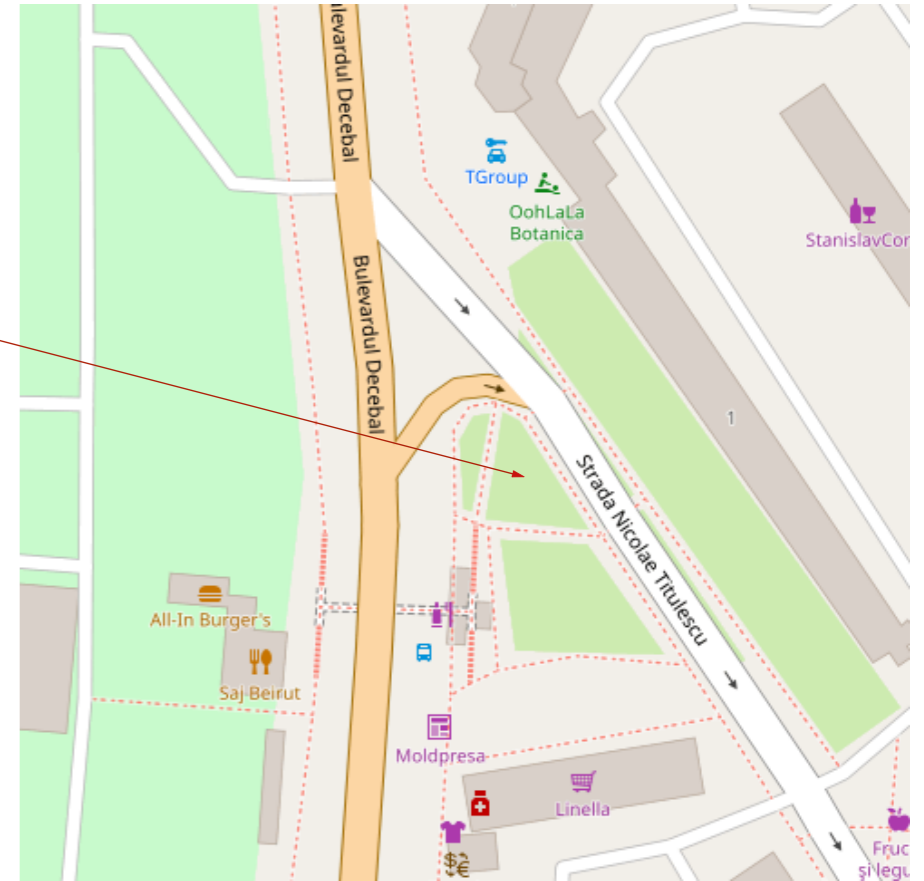 Bulevardul Decebal
TGroup
OohLaLa
Botanica
StanislavCor
Bulevardul Decebal
1
Strada Nicolae Titulescu
All-In Burger's
Saj Beirut
Moldpresa
Linella
Fruc
și legu
$€